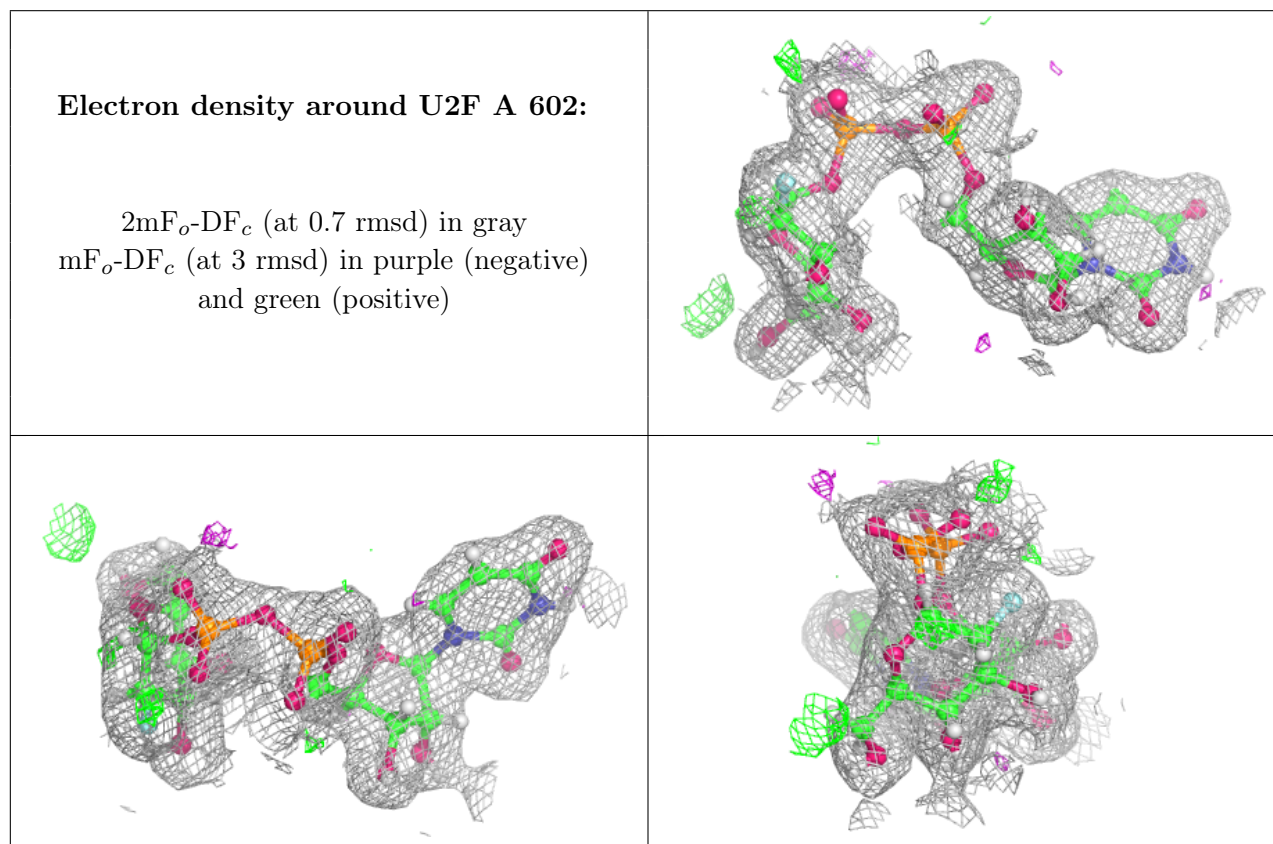 Electron density around U2F A 602:
2mFo-DFc (at 0.7 rmsd) in gray
mFo-DFc (at 3 rmsd) in purple (negative)
and green (positive)